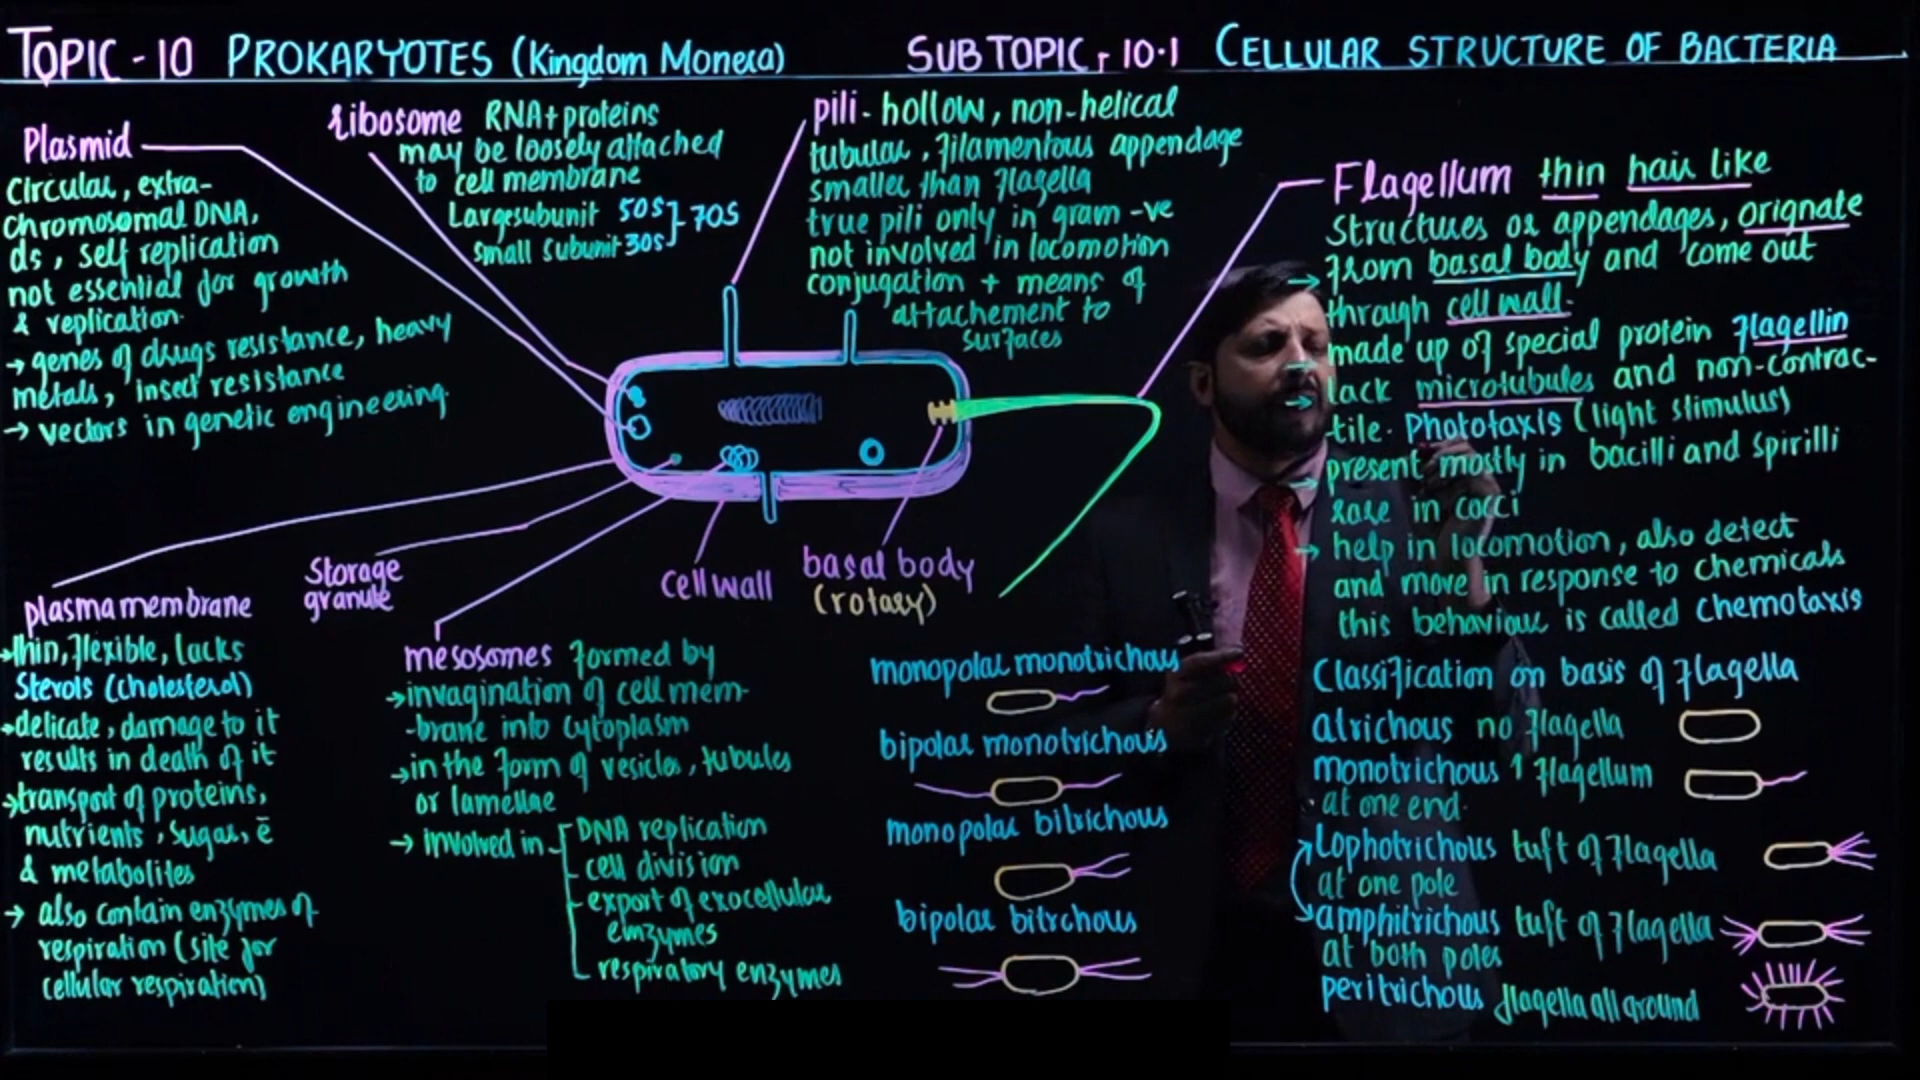 TOPIC - 10 PROKARYOTES (Kingdom Monera)
SUB TOPIC, 10.1 CELLULAR STRUCTURE OF BACTERIA
Plasmid
Circular, extra-
Chromosomal DNA,
ds, self replication
not essential for growth
& replication.
→ genes of drugs resistance, heavy
metals, insect resistance
→ vectors in genetic engineering.
ribosome RNA + proteins
may be loosely attached
to cell membrane
Large subunit 50S
small subunit 30S
70S
pili - hollow, non-helical
tubular, filamentous appendage
smaller than flagella
true pili only in gram -ve
not involved in locomotion
conjugation + means of
attachement to
surfaces
Flagellum thin hair like
Structures or appendages, orignate
→ from basal body and come out
through cell wall.
made up of special protein flagellin
→ lack microtubules and non-contrac-
tile. Phototaxis (light stimulus)
→ present mostly in bacilli and spirilli
rare in cocci
→ help in locomotion, also detect
and move in response to chemicals
this behaviour is called chemotaxis
plasma membrane
→ thin, flexible, lacks
Sterols (cholesterol)
→ delicate, damage to it
results in death of it
→ transport of proteins,
nutrients, sugar, ē
& metabolites
→ also contain enzymes of
respiration (site for
cellular respiration)
Storage
granule
mesosomes formed by
→ invagination of cell mem-
-brane into cytoplasm
→ in the form of vesicles, tubules
or lamellae
→ involved in
DNA replication
cell division
export of exocellular
emzymes
respiratory enzymes
cell wall
basal body
(rotary)
monopolar monotrichous
bipolar monotrichous
monopolar bitrichous
bipolar bitrchous
Classification on basis of flagella
atrichous no flagella
monotrichous 1 flagellum
at one end.
Lophotrichous tuft of flagella
at one pole
amphitrichous tuft of flagella
at both poles
peritrichous flagella all around